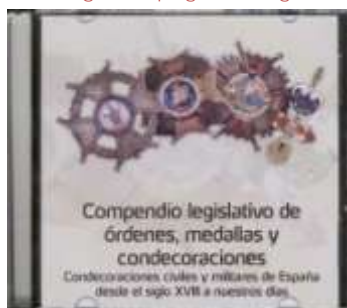 Compendio legislativo de
órdenes, medallas y
condecoraciones
Condecoraciones civiles y militares de España
desde el siglo XVIII a nuestros días